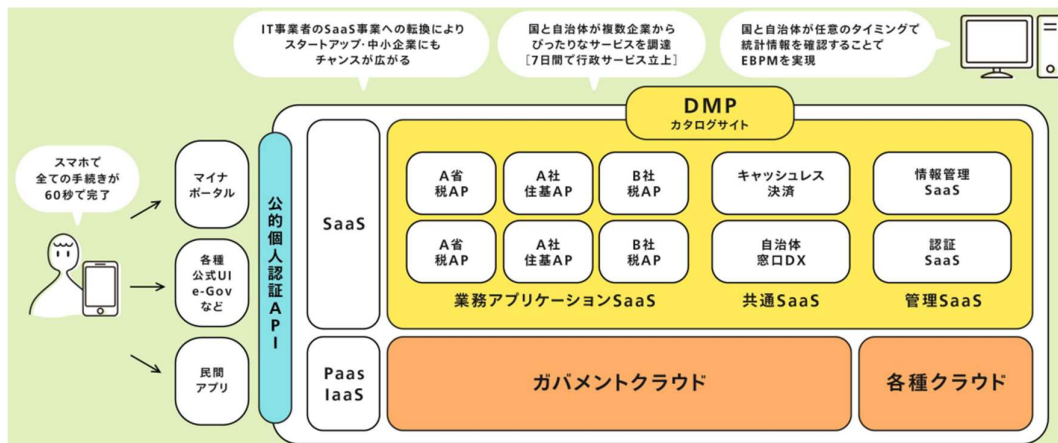 IT事業者のSaaS事業への転換により
スタートアップ・中小企業にも
チャンスが広がる
国と自治体が複数企業から
ぴったりなサービスを調達
[7日間で行政サービス立上]
国と自治体が任意のタイミングで
統計情報を確認することで
EBPMを実現
スマホで
全ての手続きが
60秒で完了
マイナ
ポータル
各種
公式UI
e-Gov
など
民間
アプリ
公的個人認証API
SaaS
Paas
IaaS
DMP
カタログサイト
A省
税AP
A社
住基AP
B社
税AP
キャッシュレス
決済
情報管理
SaaS
A省
税AP
A社
住基AP
B社
税AP
自治体
窓口DX
認証
SaaS
業務アプリケーションSaaS
共通SaaS
管理SaaS
ガバメントクラウド
各種クラウド